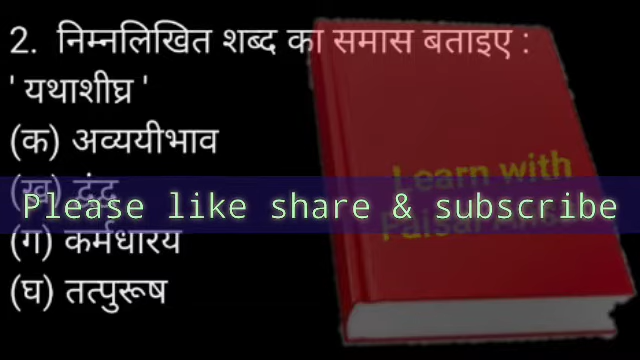 2. निम्नलिखित शब्द का समास बताइए :
' यथाशीघ्र '
(क) अव्ययीभाव
(ख) द्वंद्व
Learn with
Please like share & subscribe
(ग) कर्मधारय
(घ) तत्पुरूष